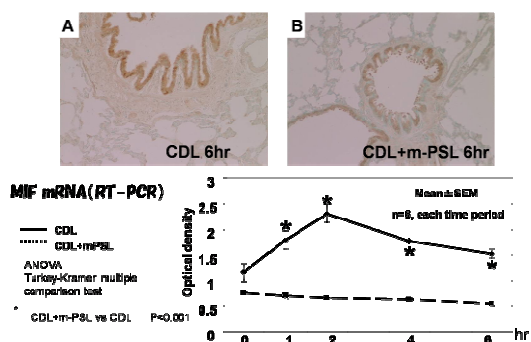 A
B
CDL 6hr
CDL+m-PSL 6hr
MIF mRNA(RT-PCR)
CDL
CDL+mPSL
ANOVA
Turkey-Kramer multiple
comparison test
* CDL+m-PSL vs CDL P<0.001
Optical density
3
2.5
2
1.5
1
0.5
0
Mean±SEM
n=6, each time period
*
*
*
*
0 1 2 4 6 hr